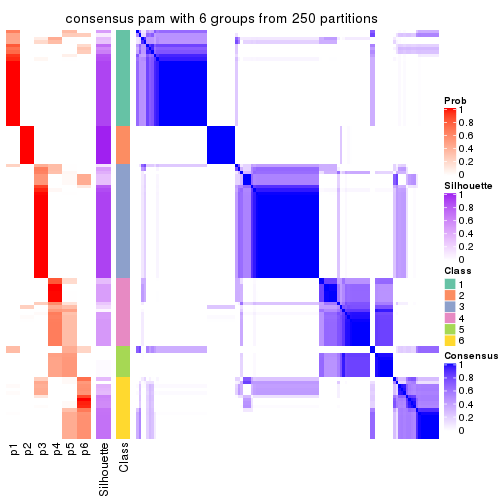 consensus pam with 6 groups from 250 partitions
Prob
1
0.8
0.6
0.4
0.2
0
Silhouette
1
0.8
0.6
0.4
0.2
0
Class
1
2
3
4
5
6
Consensus
1
0.8
0.6
0.4
0.2
0
p1
p2
p3
p4
p5
p6
Silhouette
Class